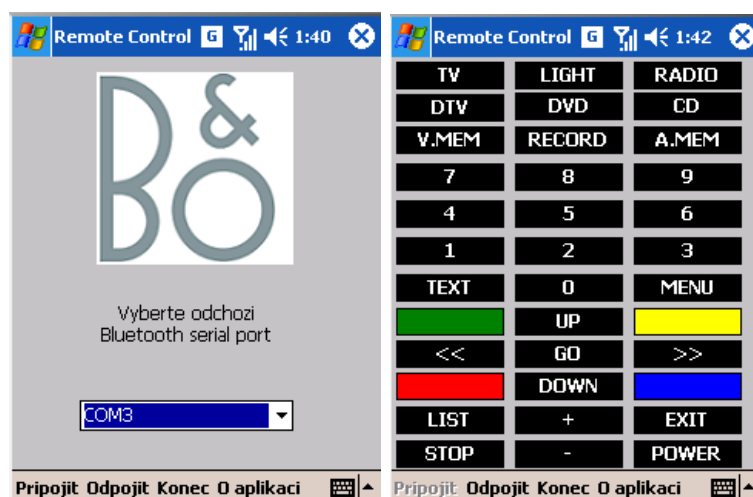 Remote Control G 1:40
B&O
Vyberte odchozi
Bluetooth serial port
COM3
Pripojit Odpojit Konec O aplikaci
Remote Control G 1:42
TV LIGHT RADIO
DTV DVD CD
V.MEM RECORD A.MEM
7 8 9
4 5 6
1 2 3
TEXT 0 MENU
UP
<< GO >>
DOWN
LIST + EXIT
STOP - POWER
Pripojit Odpojit Konec O aplikaci